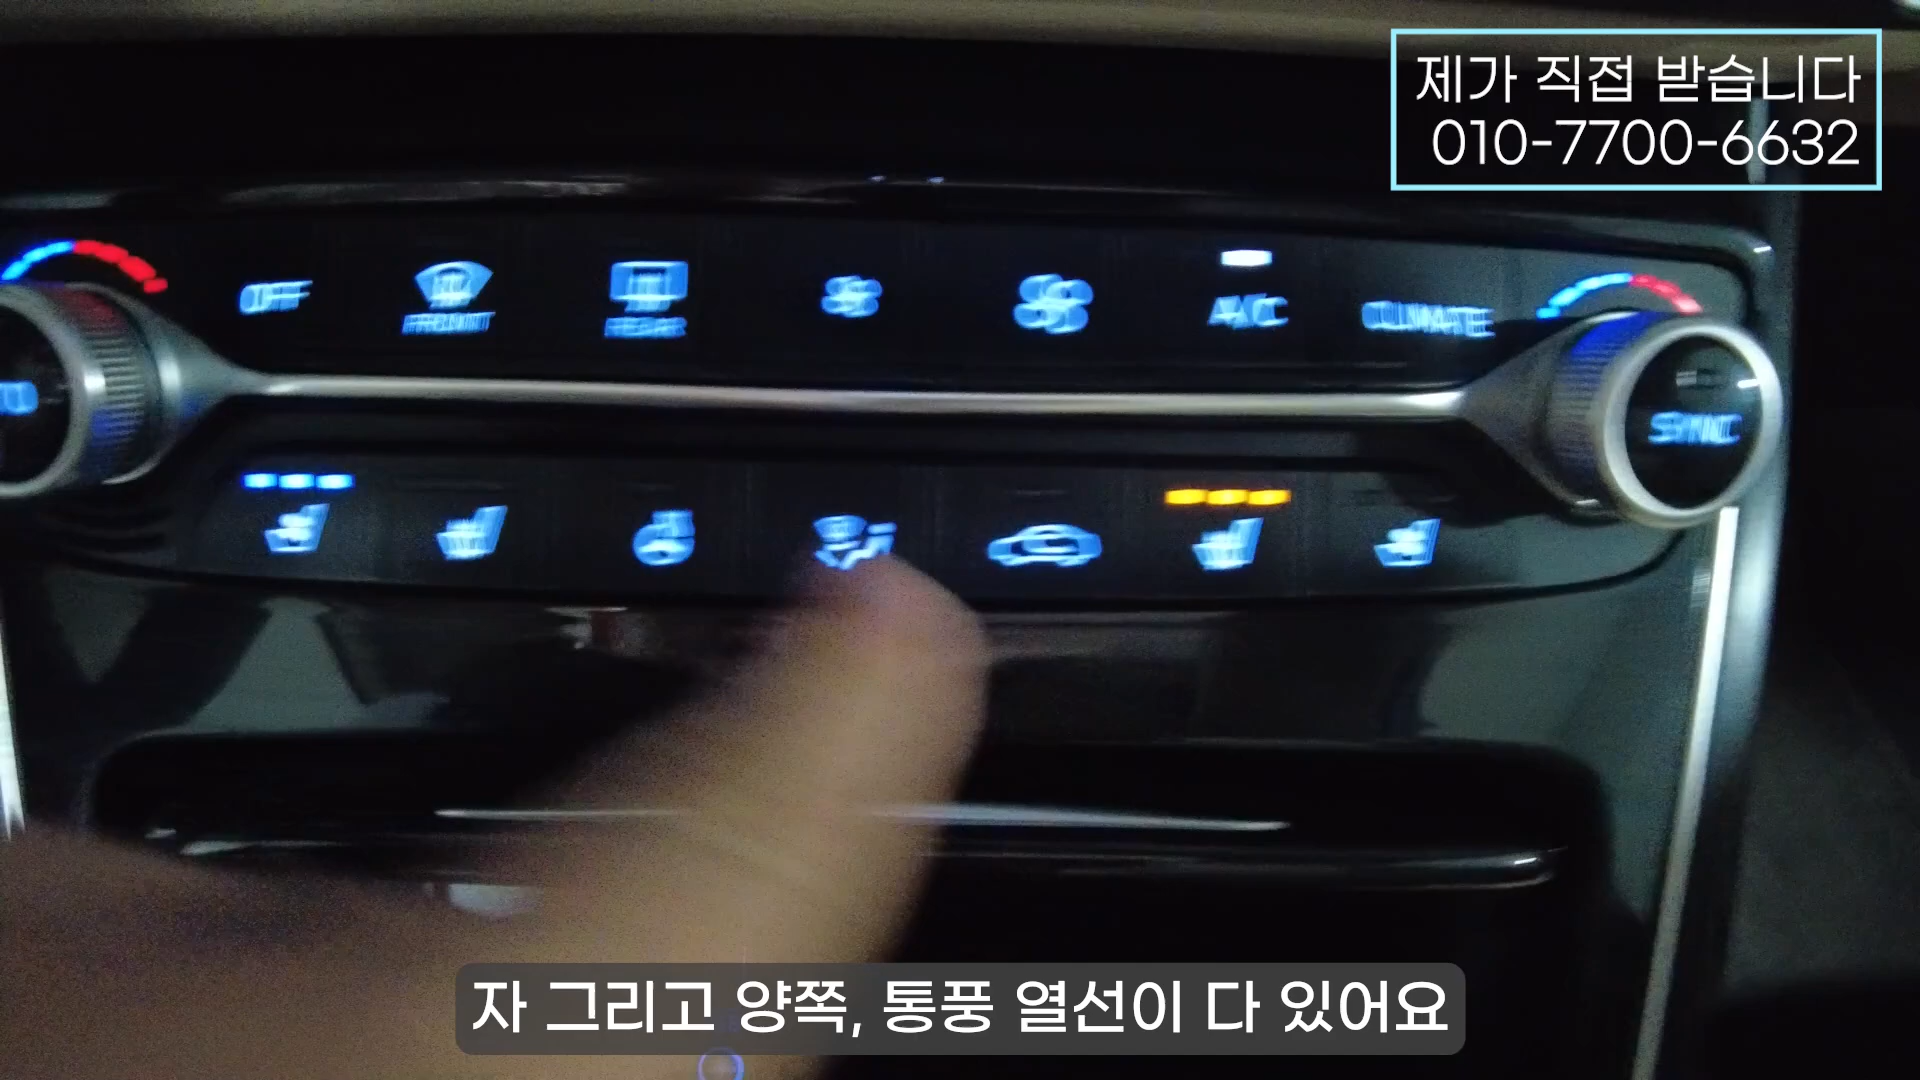 제가 직접 받습니다
010-7700-6632
OFF
FRONT
REAR
A/C
CLIMATE
SYNC
자 그리고 양쪽, 통풍 열선이 다 있어요